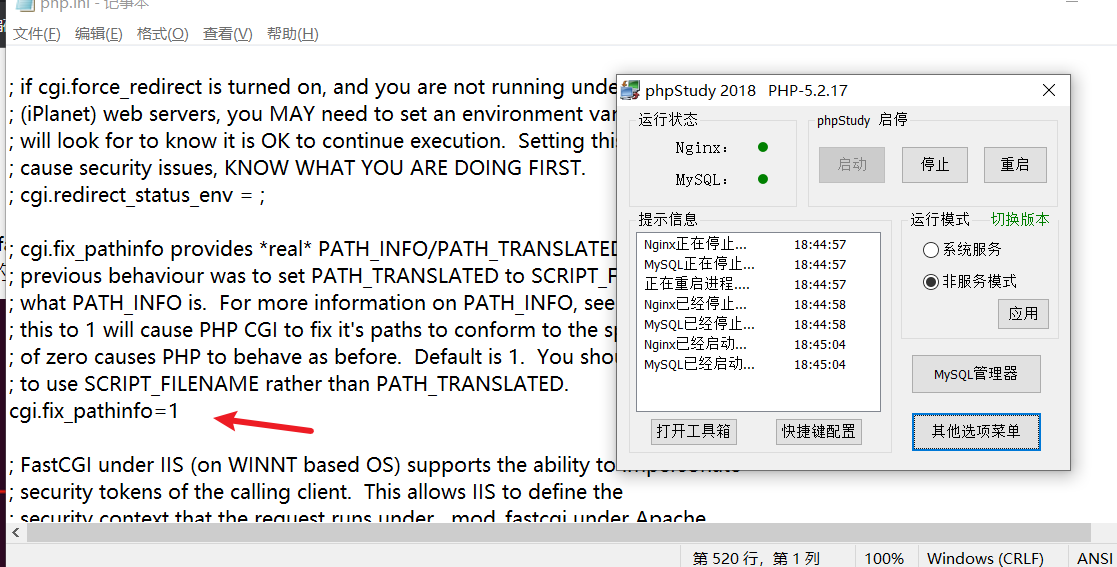 php.ini - 记事本
文件(F) 编辑(E) 格式(O) 查看(V) 帮助(H)
; if cgi.force_redirect is turned on, and you are not running unde
; (iPlanet) web servers, you MAY need to set an environment var
; will look for to know it is OK to continue execution.  Setting this
; cause security issues, KNOW WHAT YOU ARE DOING FIRST.
; cgi.redirect_status_env = ;
; cgi.fix_pathinfo provides *real* PATH_INFO/PATH_TRANSLATED
; previous behaviour was to set PATH_TRANSLATED to SCRIPT_F
; what PATH_INFO is.  For more information on PATH_INFO, see
; this to 1 will cause PHP CGI to fix it's paths to conform to the sp
; of zero causes PHP to behave as before.  Default is 1.  You shou
; to use SCRIPT_FILENAME rather than PATH_TRANSLATED.
cgi.fix_pathinfo=1
; FastCGI under IIS (on WINNT based OS) supports the ability to impersonate
; security tokens of the calling client.  This allows IIS to define the
; security context that the request runs under.  mod_fastcgi under Apache
第 520 行，第 1 列 100% Windows (CRLF) ANSI
phpStudy 2018 PHP-5.2.17
运行状态
Nginx:
MySQL:
phpStudy 启停
启动 停止 重启
提示信息
Nginx正在停止... 18:44:57
MySQL正在停止... 18:44:57
正在重启进程.... 18:44:57
Nginx已经停止... 18:44:58
MySQL已经停止... 18:44:58
Nginx已经启动... 18:45:04
MySQL已经启动... 18:45:04
打开工具箱 快捷键配置
运行模式 切换版本
系统服务
非服务模式
应用
MySQL管理器
其他选项菜单